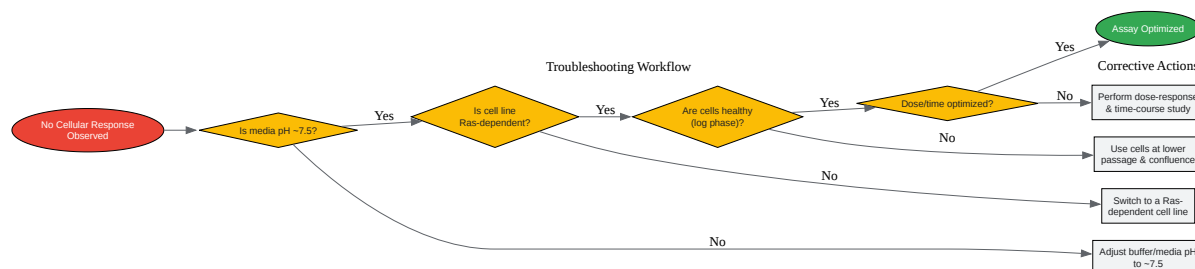 Assay Optimized
Yes
Troubleshooting Workflow
Corrective Actions
No Cellular Response
Observed
Is media pH ~7.5?
Yes
Is cell line
Ras-dependent?
Yes
Are cells healthy
(log phase)?
Yes
Dose/time optimized?
No
Perform dose-response
& time-course study
No
Use cells at lower
passage & confluence
No
Switch to a Ras-
dependent cell line
No
Adjust buffer/media pH
to ~7.5